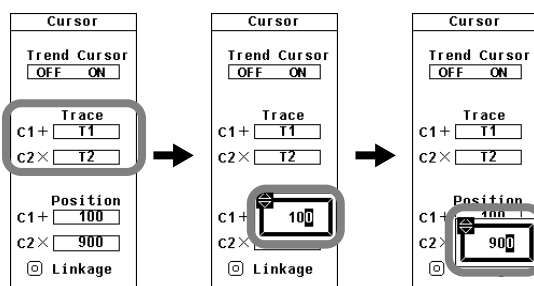 Cursor
Trend Cursor
OFF ON
Trace
C1+ T1
C2× T2
Position
C1+ 100
C2× 900
Linkage
Cursor
Trend Cursor
OFF ON
Trace
C1+ T1
C2× T2
C1+ 100
C2×
Linkage
Cursor
Trend Cursor
OFF ON
Trace
C1+ T1
C2× T2
Position
C1+ 100
C2× 900